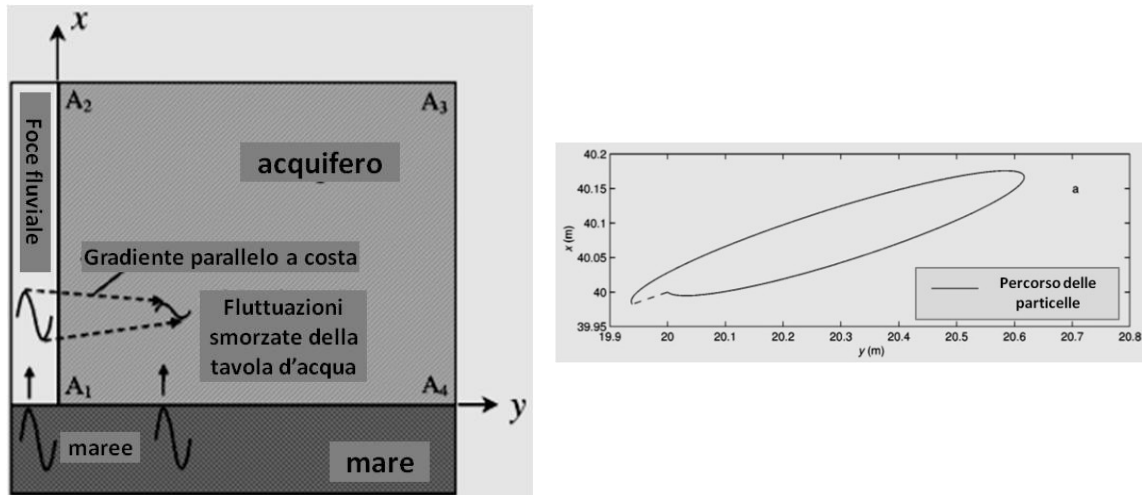 x
A2
A3
Foce fluviale
acquifero
Gradiente parallelo a costa
Fluttuazioni
smorzate della
tavola d'acqua
A1
A4
y
maree
mare
40.2
40.15
40.1
40.05
40
39.95
x (m)
a
Percorso delle
particelle
19.9 20 20.1 20.2 20.3 20.4 20.5 20.6 20.7 20.8
y (m)